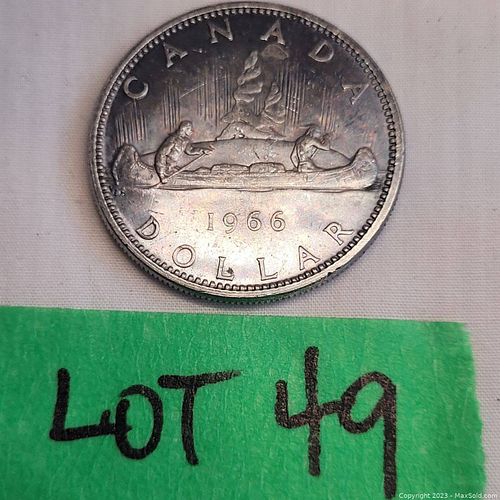 CANADA
1966
DOLLAR
LOT 49
Copyright 2023 - MaxSold.com